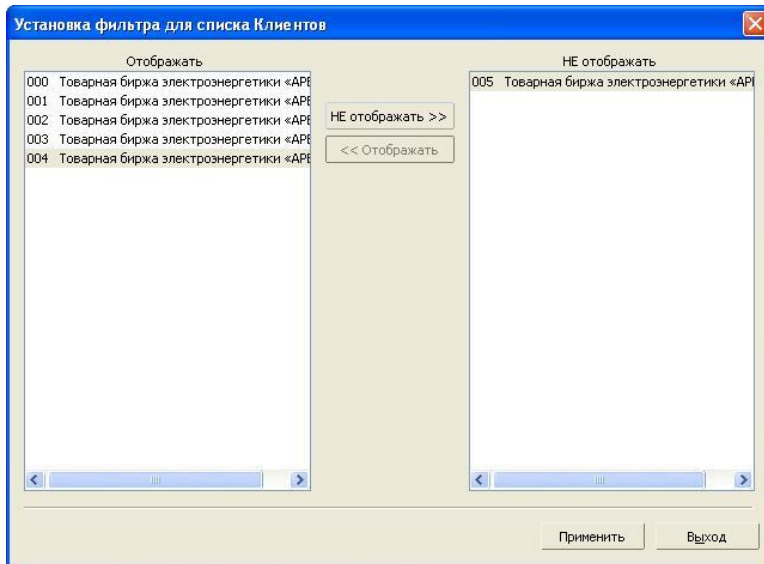 Установка фильтра для списка Клиентов
Отображать
000 Товарная биржа электроэнергетики «АРЕ
001 Товарная биржа электроэнергетики «АРЕ
002 Товарная биржа электроэнергетики «АРЕ
003 Товарная биржа электроэнергетики «АРЕ
004 Товарная биржа электроэнергетики «АРЕ
НЕ отображать >>
<< Отображать
НЕ отображать
005 Товарная биржа электроэнергетики «АР
Применить
Выход